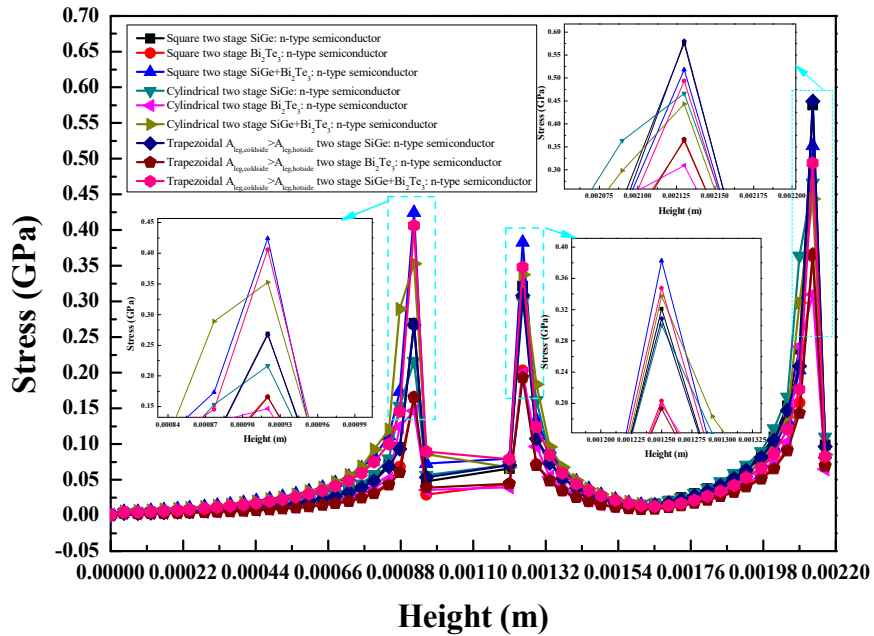 0.70
0.65
0.60
0.55
0.50
0.45
0.40
0.35
0.30
0.25
0.20
0.15
0.10
0.05
0.00
-0.05
Stress (GPa)
Square two stage SiGe: n-type semiconductor
Square two stage Bi₂Te₃: n-type semiconductor
Square two stage SiGe+Bi₂Te₃: n-type semiconductor
Cylindrical two stage SiGe: n-type semiconductor
Cylindrical two stage Bi₂Te₃: n-type semiconductor
Cylindrical two stage SiGe+Bi₂Te₃: n-type semiconductor
Trapezoidal A_leg,coldside>A_leg,hotside two stage SiGe: n-type semiconductor
Trapezoidal A_leg,coldside>A_leg,hotside two stage Bi₂Te₃: n-type semiconductor
Trapezoidal A_leg,coldside>A_leg,hotside two stage SiGe+Bi₂Te₃: n-type semiconductor
0.60
0.55
0.50
0.45
0.40
0.35
0.30
Stress (GPa)
0.002075 0.002100 0.002125 0.002150 0.002175 0.002200
Height (m)
0.45
0.40
0.35
0.30
0.25
0.20
0.15
Stress (GPa)
0.00084 0.00087 0.00090 0.00093 0.00096 0.00099
Height (m)
0.40
0.36
0.32
0.28
0.24
0.20
Stress (GPa)
0.001200 0.001225 0.001250 0.001275 0.001300 0.001325
Height (m)
0.00000 0.00022 0.00044 0.00066 0.00088 0.00110 0.00132 0.00154 0.00176 0.00198 0.00220
Height (m)